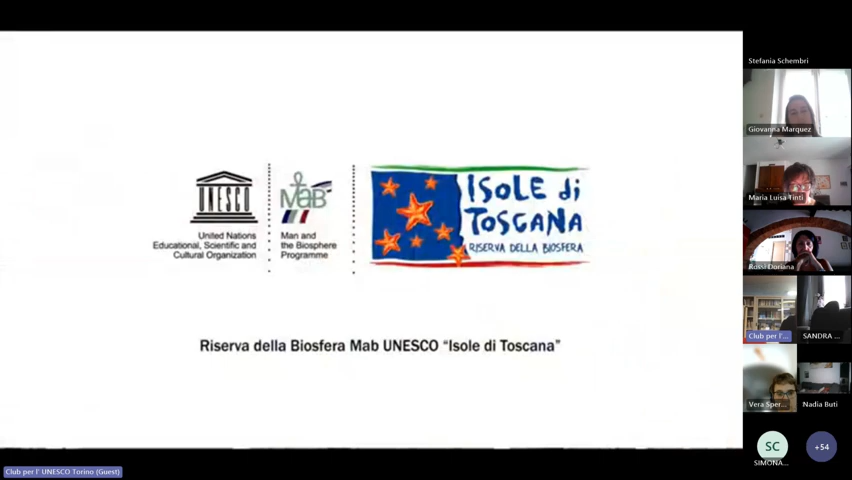 UNESCO
United Nations
Educational, Scientific and
Cultural Organization
MaB
Man and
the Biosphere
Programme
ISOLE di
TOSCANA
RISERVA DELLA BIOSFERA
Riserva della Biosfera Mab UNESCO “Isole di Toscana”
Stefania Schembri
Giovanna Marquez
Maria Luisa Tinti
Rossi Doriana
Club per l'...
SANDRA ...
Vera Sper...
Nadia Buti
SC
SIMONA...
+54
Club per l' UNESCO Torino (Guest)